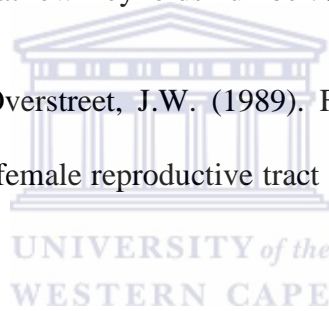 Overstreet, J.W. (1989).
female reproductive tract
UNIVERSITY of the
WESTERN CAPE